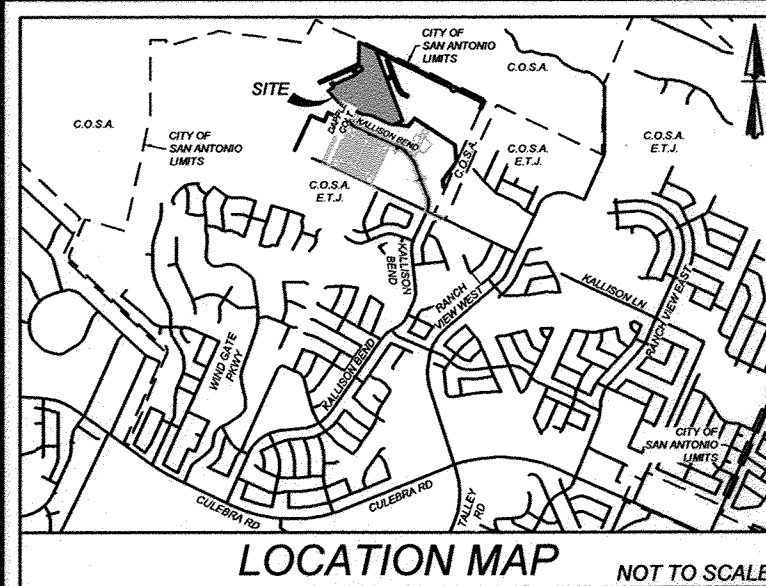 CITY OF
SAN ANTONIO
LIMITS
C.O.S.A.
SITE
C.O.S.A.
CITY OF
SAN ANTONIO
LIMITS
DAPPLE
COLT
KALLISON BEND
C.O.S.A.
C.O.S.A.
E.T.J.
C.O.S.A.
E.T.J.
C.O.S.A.
E.T.J.
KALLISON
BEND
RANCH
VIEW WEST
KALLISON LN
RANCH VIEW EAST
WIND GATE
PKWY
KALLISON BEND
CITY OF
SAN ANTONIO
LIMITS
CULEBRA RD
CULEBRA RD
TALLEY
RD
LOCATION MAP
NOT TO SCALE